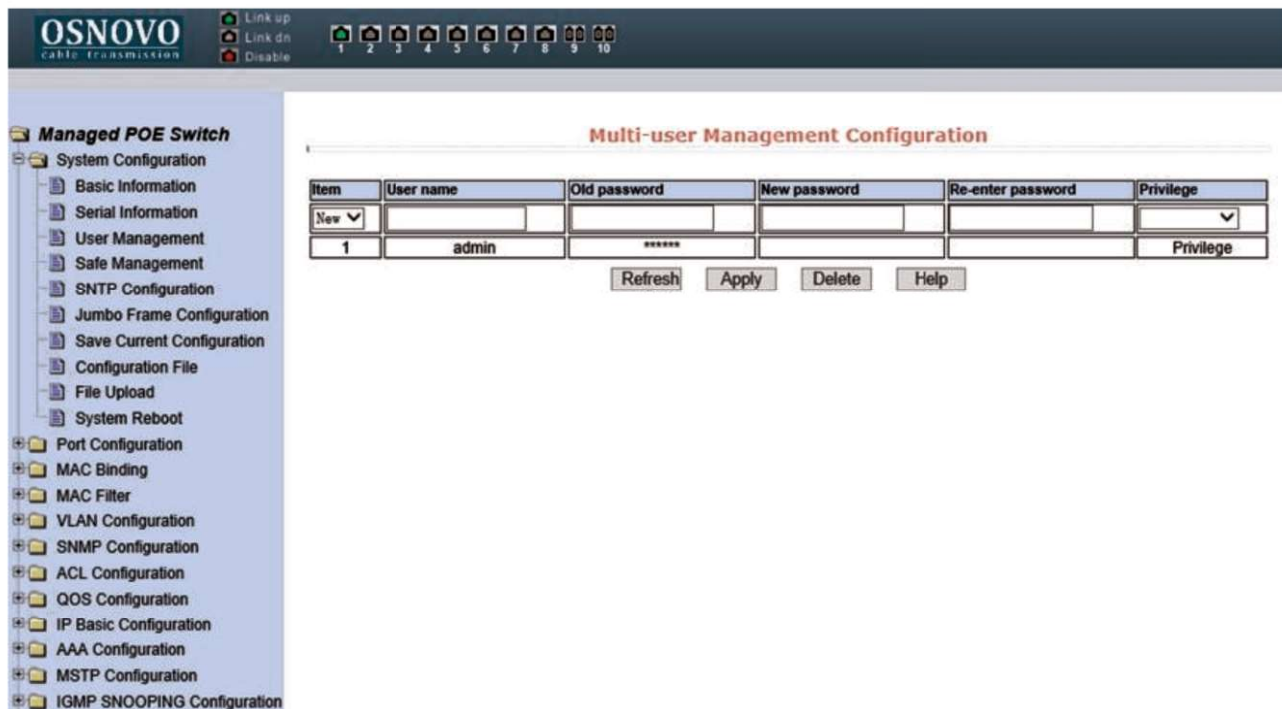 OSNOVO
cable transmission
Link up
Link dn
Disable
1 2 3 4 5 6 7 8 9 10
Managed POE Switch
System Configuration
Basic Information
Serial Information
User Management
Safe Management
SNTP Configuration
Jumbo Frame Configuration
Save Current Configuration
Configuration File
File Upload
System Reboot
Port Configuration
MAC Binding
MAC Filter
VLAN Configuration
SNMP Configuration
ACL Configuration
QOS Configuration
IP Basic Configuration
AAA Configuration
MSTP Configuration
IGMP SNOOPING Configuration
Multi-user Management Configuration
Item User name Old password New password Re-enter password Privilege
New
1 admin ****** Privilege
Refresh Apply Delete Help